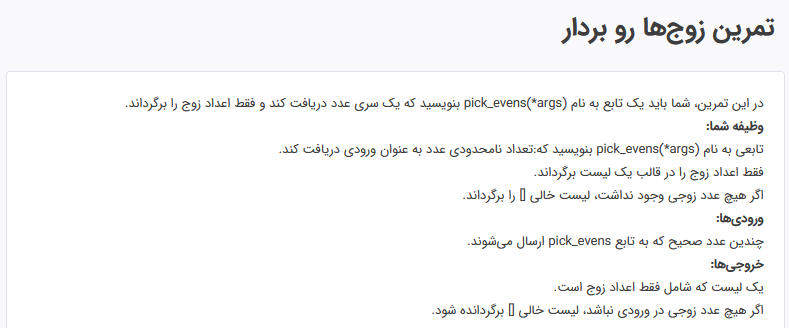 تمرین زوج‌ها رو بردار
در این تمرین، شما باید یک تابع به نام pick_evens(*args) بنویسید که یک سری عدد دریافت کند و فقط اعداد زوج را برگرداند.
وظیفه شما:
تابعی به نام pick_evens(*args) بنویسید که:تعداد نامحدودی عدد به عنوان ورودی دریافت کند.
فقط اعداد زوج را در قالب یک لیست برگرداند.
اگر هیچ عدد زوجی وجود نداشت، لیست خالی [] را برگرداند.
ورودی‌ها:
چندین عدد صحیح که به تابع pick_evens ارسال می‌شوند.
خروجی‌ها:
یک لیست که شامل فقط اعداد زوج است.
اگر هیچ عدد زوجی در ورودی نباشد، لیست خالی [] برگردانده شود.